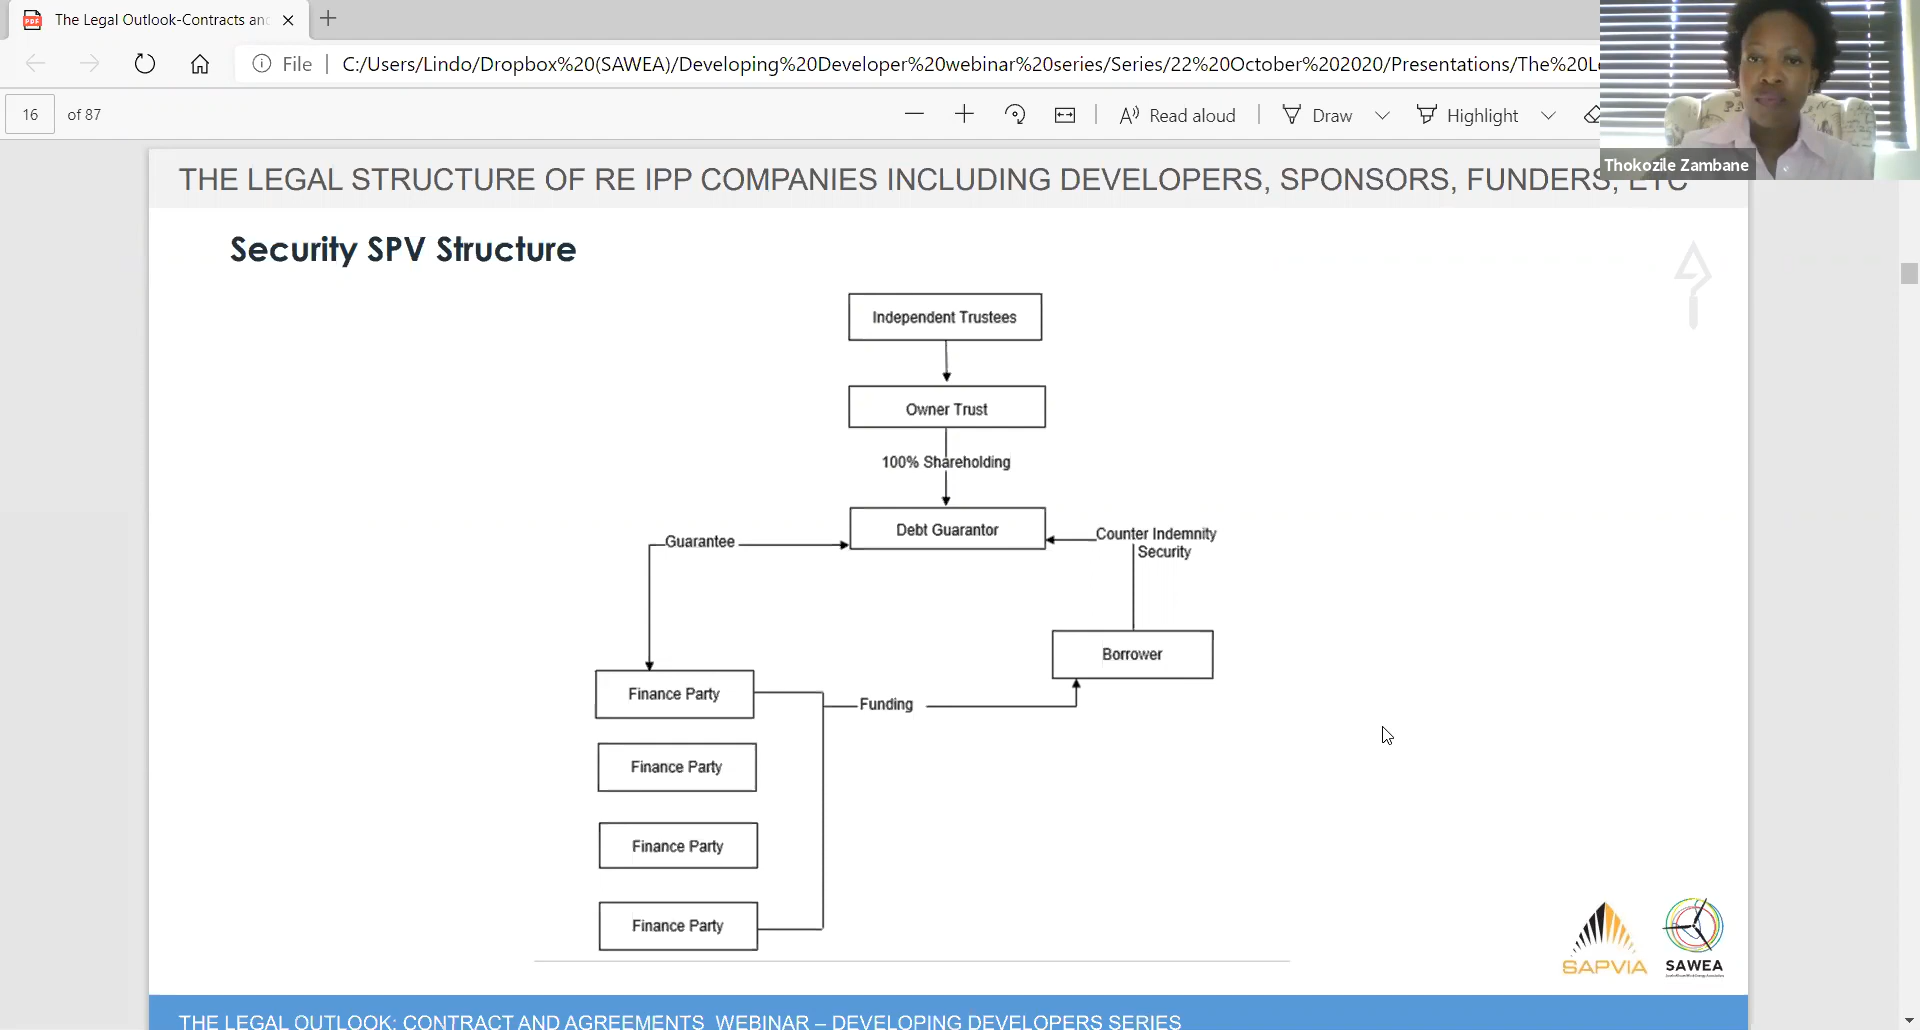 The Legal Outlook-Contracts and
File
C:/Users/Lindo/Dropbox%20(SAWEA)/Developing%20Developer%20webinar%20series/Series/22%20October%202020/Presentations/The%20L
16 of 87
Read aloud
Draw
Highlight
Thokozile Zambane
THE LEGAL STRUCTURE OF RE IPP COMPANIES INCLUDING DEVELOPERS, SPONSORS, FUNDERS, ETC
Security SPV Structure
Independent Trustees
Owner Trust
100% Shareholding
Debt Guarantor
Guarantee
Counter Indemnity
Security
Borrower
Finance Party
Funding
Finance Party
Finance Party
Finance Party
SAPVIA
SAWEA
THE LEGAL OUTLOOK: CONTRACT AND AGREEMENTS WEBINAR – DEVELOPING DEVELOPERS SERIES